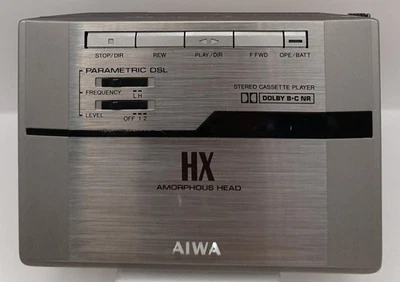 STOP/DIR REW PLAY/DIR F FWD OPE/BATT
PARAMETRIC DSL
FREQUENCY L H
STEREO CASSETTE PLAYER
DOLBY B-C NR
LEVEL OFF 1 2
HX
AMORPHOUS HEAD
AIWA